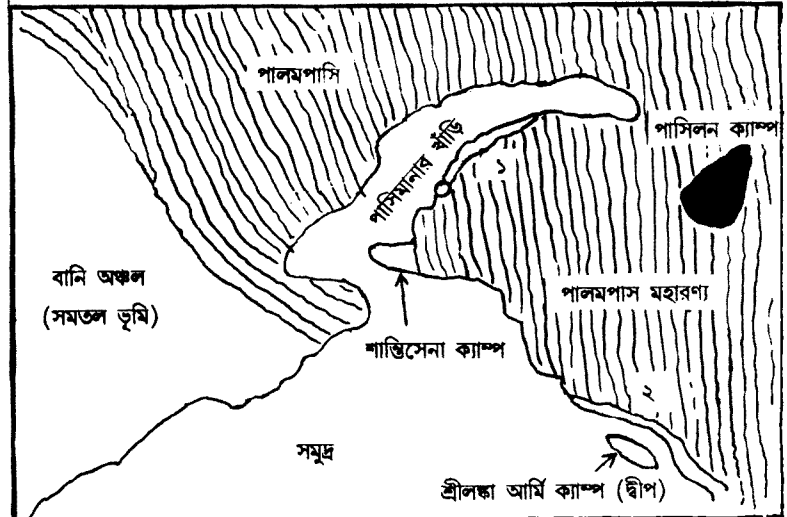 পালমপাসি
পাসিলন ক্যাম্প
পাসিমানার খাঁড়ি
১
বানি অঞ্চল
(সমতল ভূমি)
পালমপাস মহারণ্য
শান্তিসেনা ক্যাম্প
২
সমুদ্র
শ্রীলঙ্কা আর্মি ক্যাম্প (দ্বীপ)